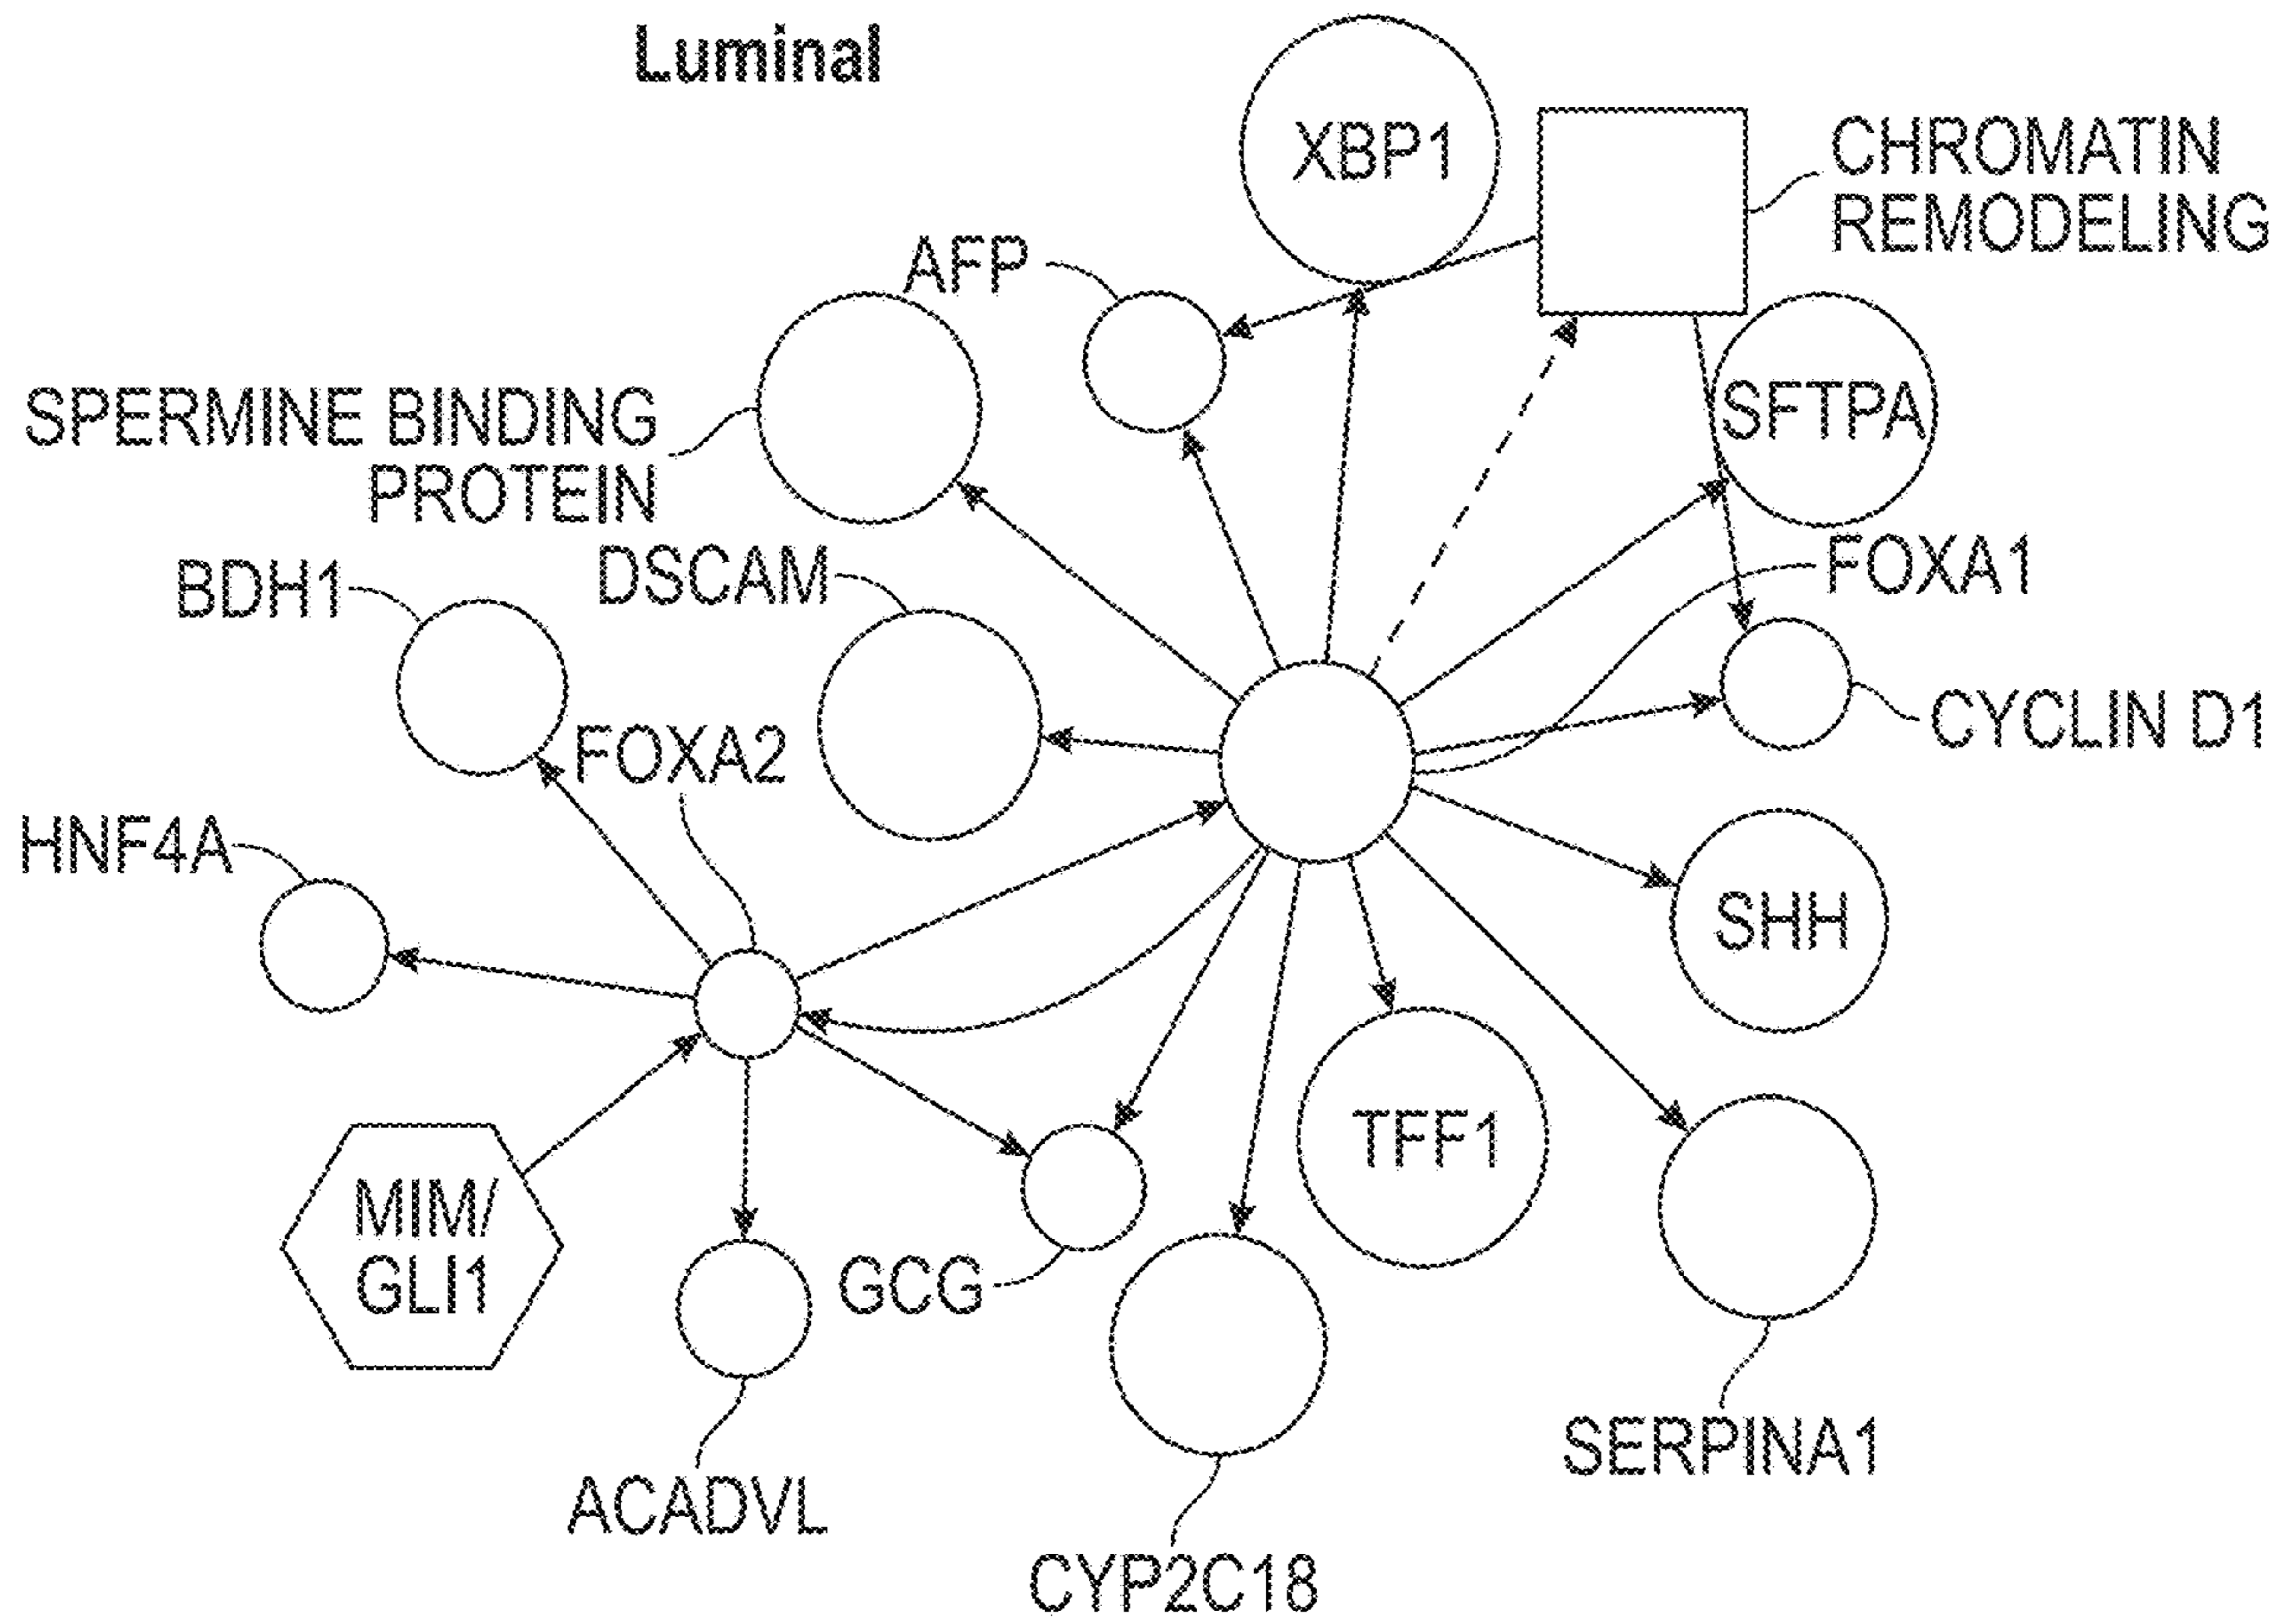 Luminal
XBP1
CHROMATIN
REMODELING
AFP
SPERMINE BINDING
PROTEIN
SFTPA
BDH1
DSCAM
FOXA1
FOXA2
CYCLIN D1
HNF4A
SHH
MIM/
GLI1
TFF1
GCG
ACADVL
SERPINA1
CYP2C18